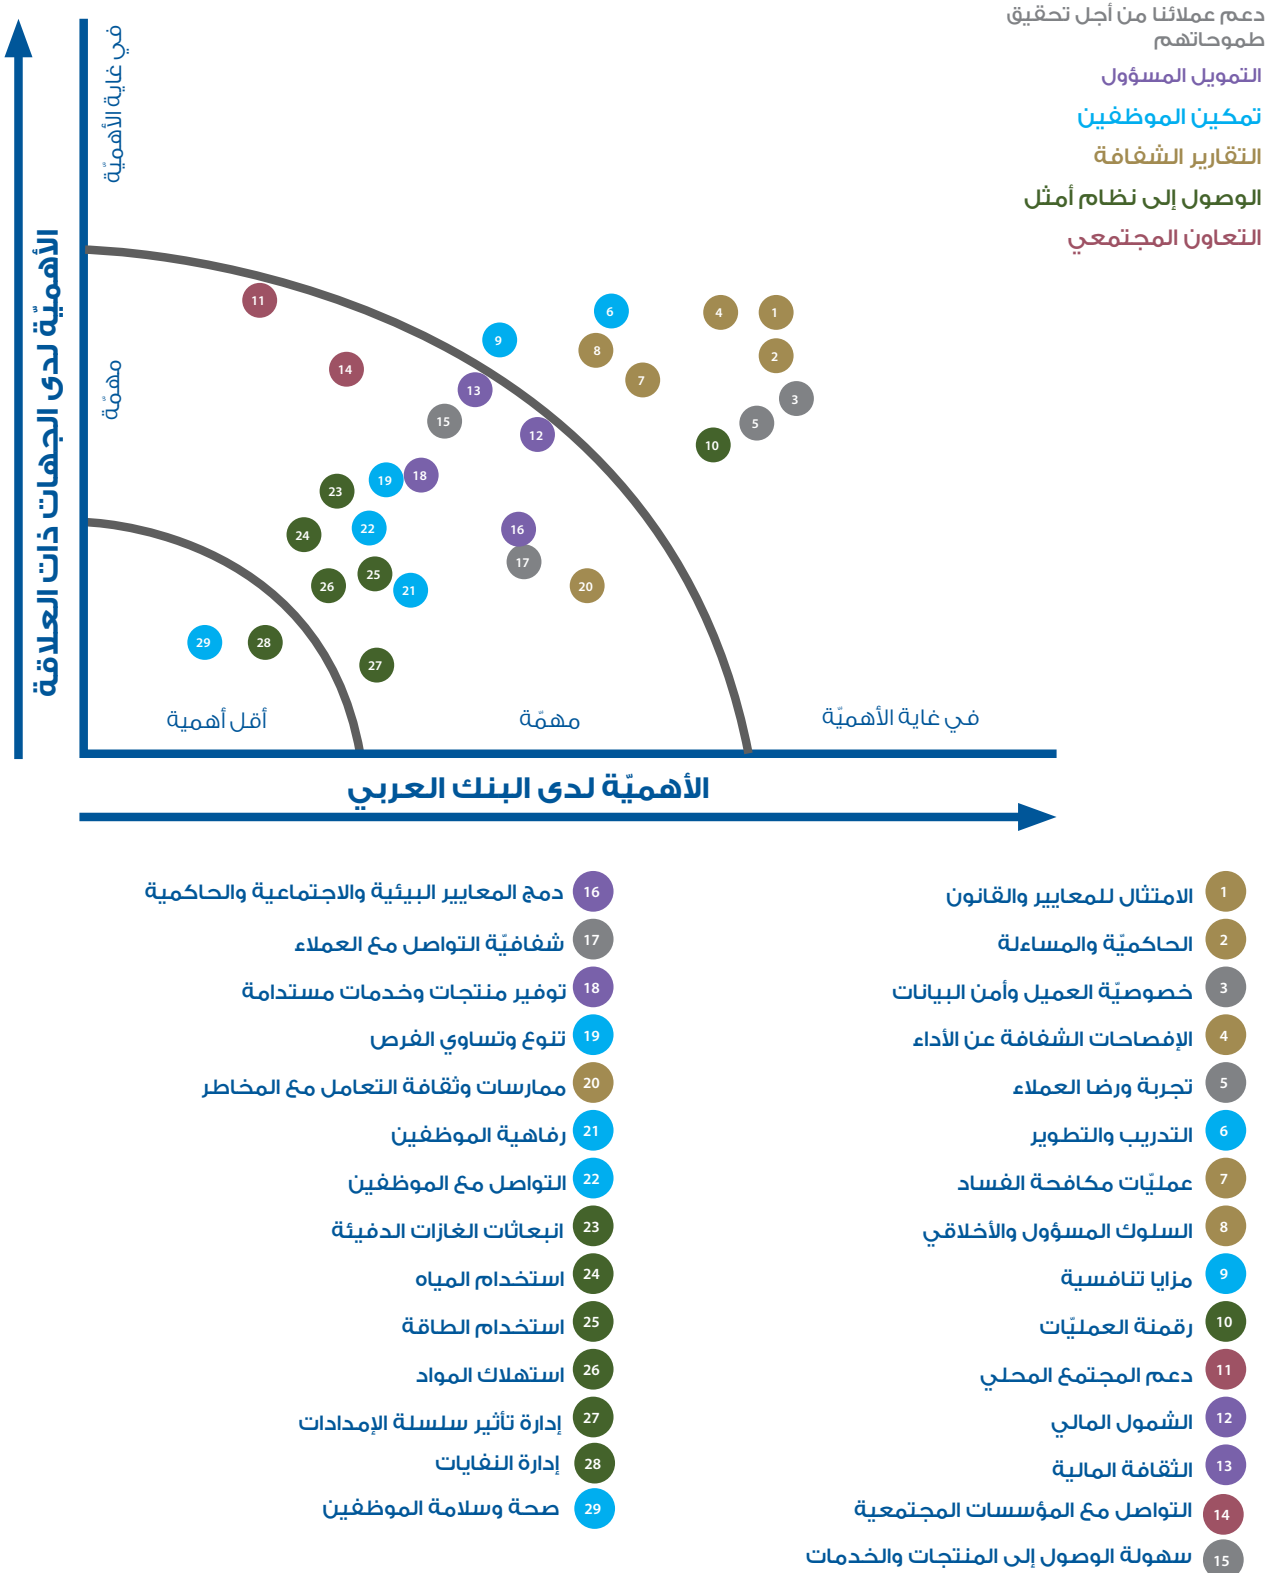 دعم عملائنا من أجل تحقيق
طموحاتهم
التمويل المسؤول
تمكين الموظفين
التقارير الشفافة
الوصول إلى نظام أمثل
التعاون المجتمعي
الأهميّة لدى الجهات ذات العلاقة
في غاية الأهميّة
مهمّة
11
6
4
1
9
8
2
14
7
13
3
15
5
12
10
18
19
23
22
16
24
17
25
26
21
20
29
28
27
أقل أهمية
مهمّة
في غاية الأهميّة
الأهميّة لدى البنك العربي
1 الامتثال للمعايير والقانون
2 الحاكميّة والمساءلة
3 خصوصيّة العميل وأمن البيانات
4 الإفصاحات الشفافة عن الأداء
5 تجربة ورضا العملاء
6 التدريب والتطوير
7 عمليّات مكافحة الفساد
8 السلوك المسؤول والأخلاقي
9 مزايا تنافسية
10 رقمنة العمليّات
11 دعم المجتمع المحلي
12 الشمول المالي
13 الثقافة المالية
14 التواصل مع المؤسسات المجتمعية
15 سهولة الوصول إلى المنتجات والخدمات
16 دمج المعايير البيئية والاجتماعية والحاكمية
17 شفافيّة التواصل مع العملاء
18 توفير منتجات وخدمات مستدامة
19 تنوع وتساوي الفرص
20 ممارسات وثقافة التعامل مع المخاطر
21 رفاهية الموظفين
22 التواصل مع الموظفين
23 انبعاثات الغازات الدفيئة
24 استخدام المياه
25 استخدام الطاقة
26 استهلاك المواد
27 إدارة تأثير سلسلة الإمدادات
28 إدارة النفايات
29 صحة وسلامة الموظفين